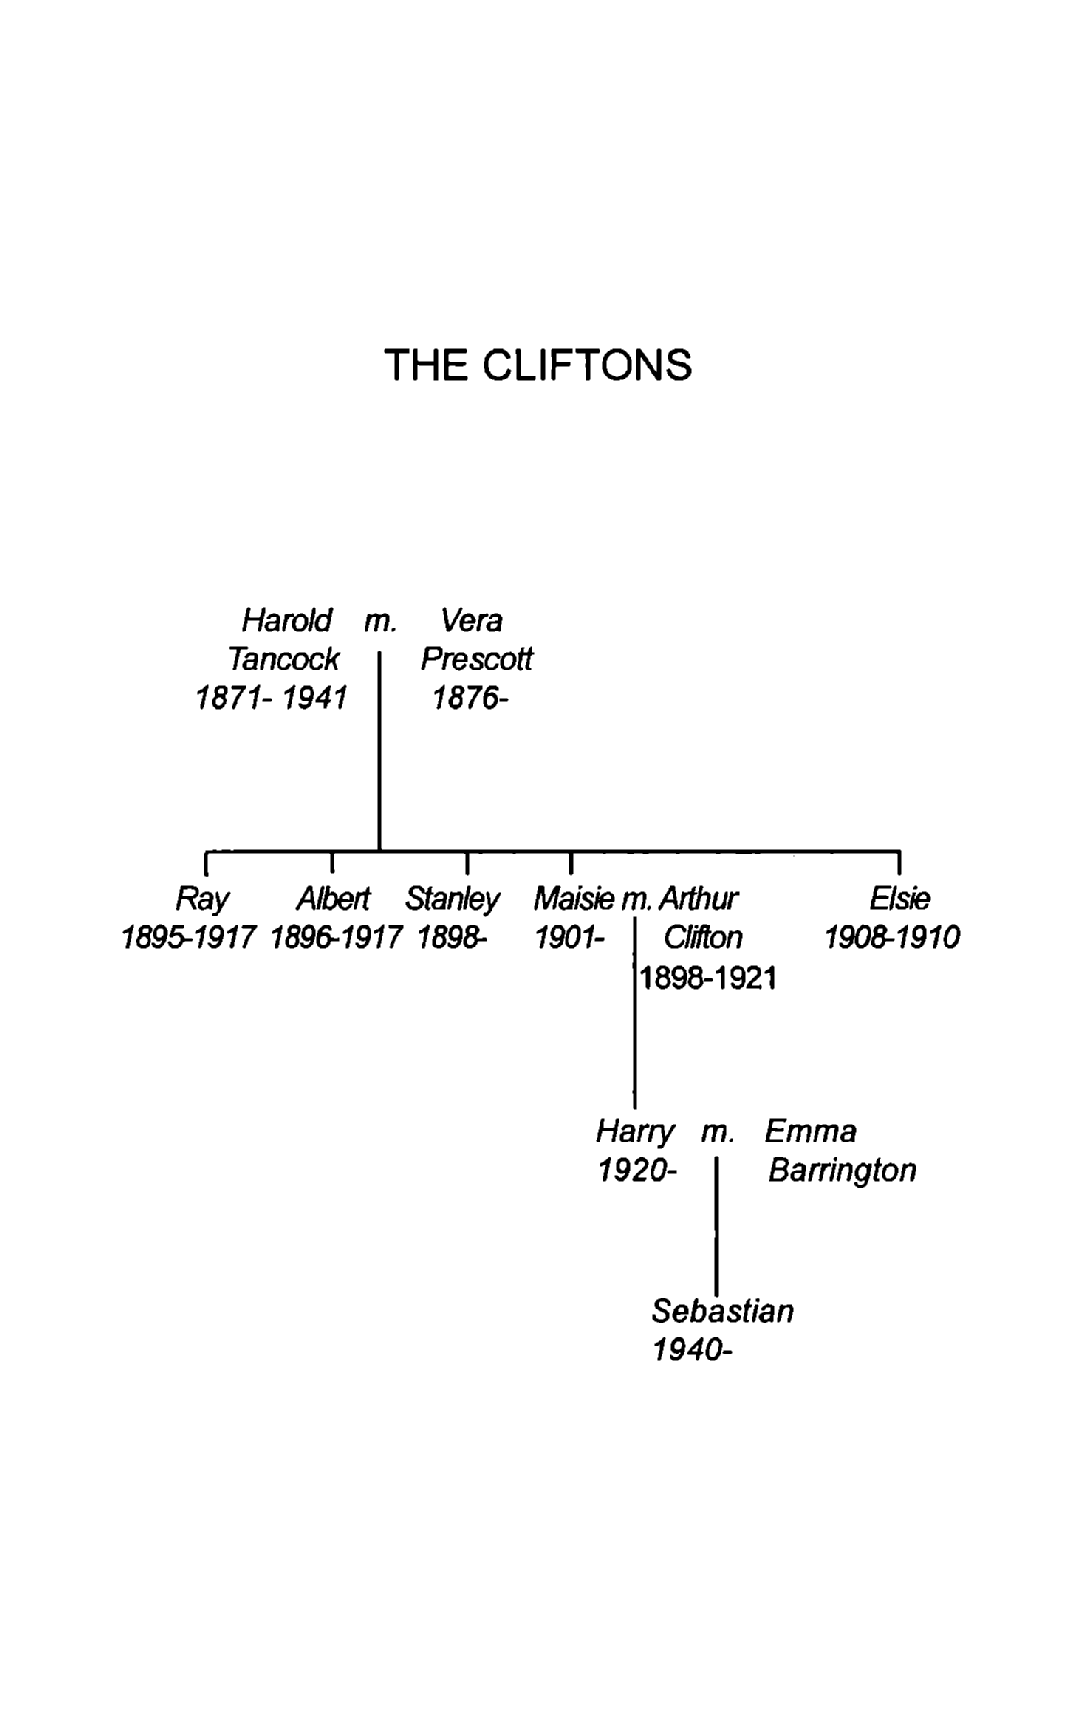 THE CLIFTONS
Harold m. Vera
Tancock Prescott
1871- 1941 1876-
Ray Albert Stanley Maisie m. Arthur Elsie
1895-1917 1896-1917 1898- 1901- Clifton 1908-1910
1898-1921
Harry m. Emma
1920- Barrington
Sebastian
1940-